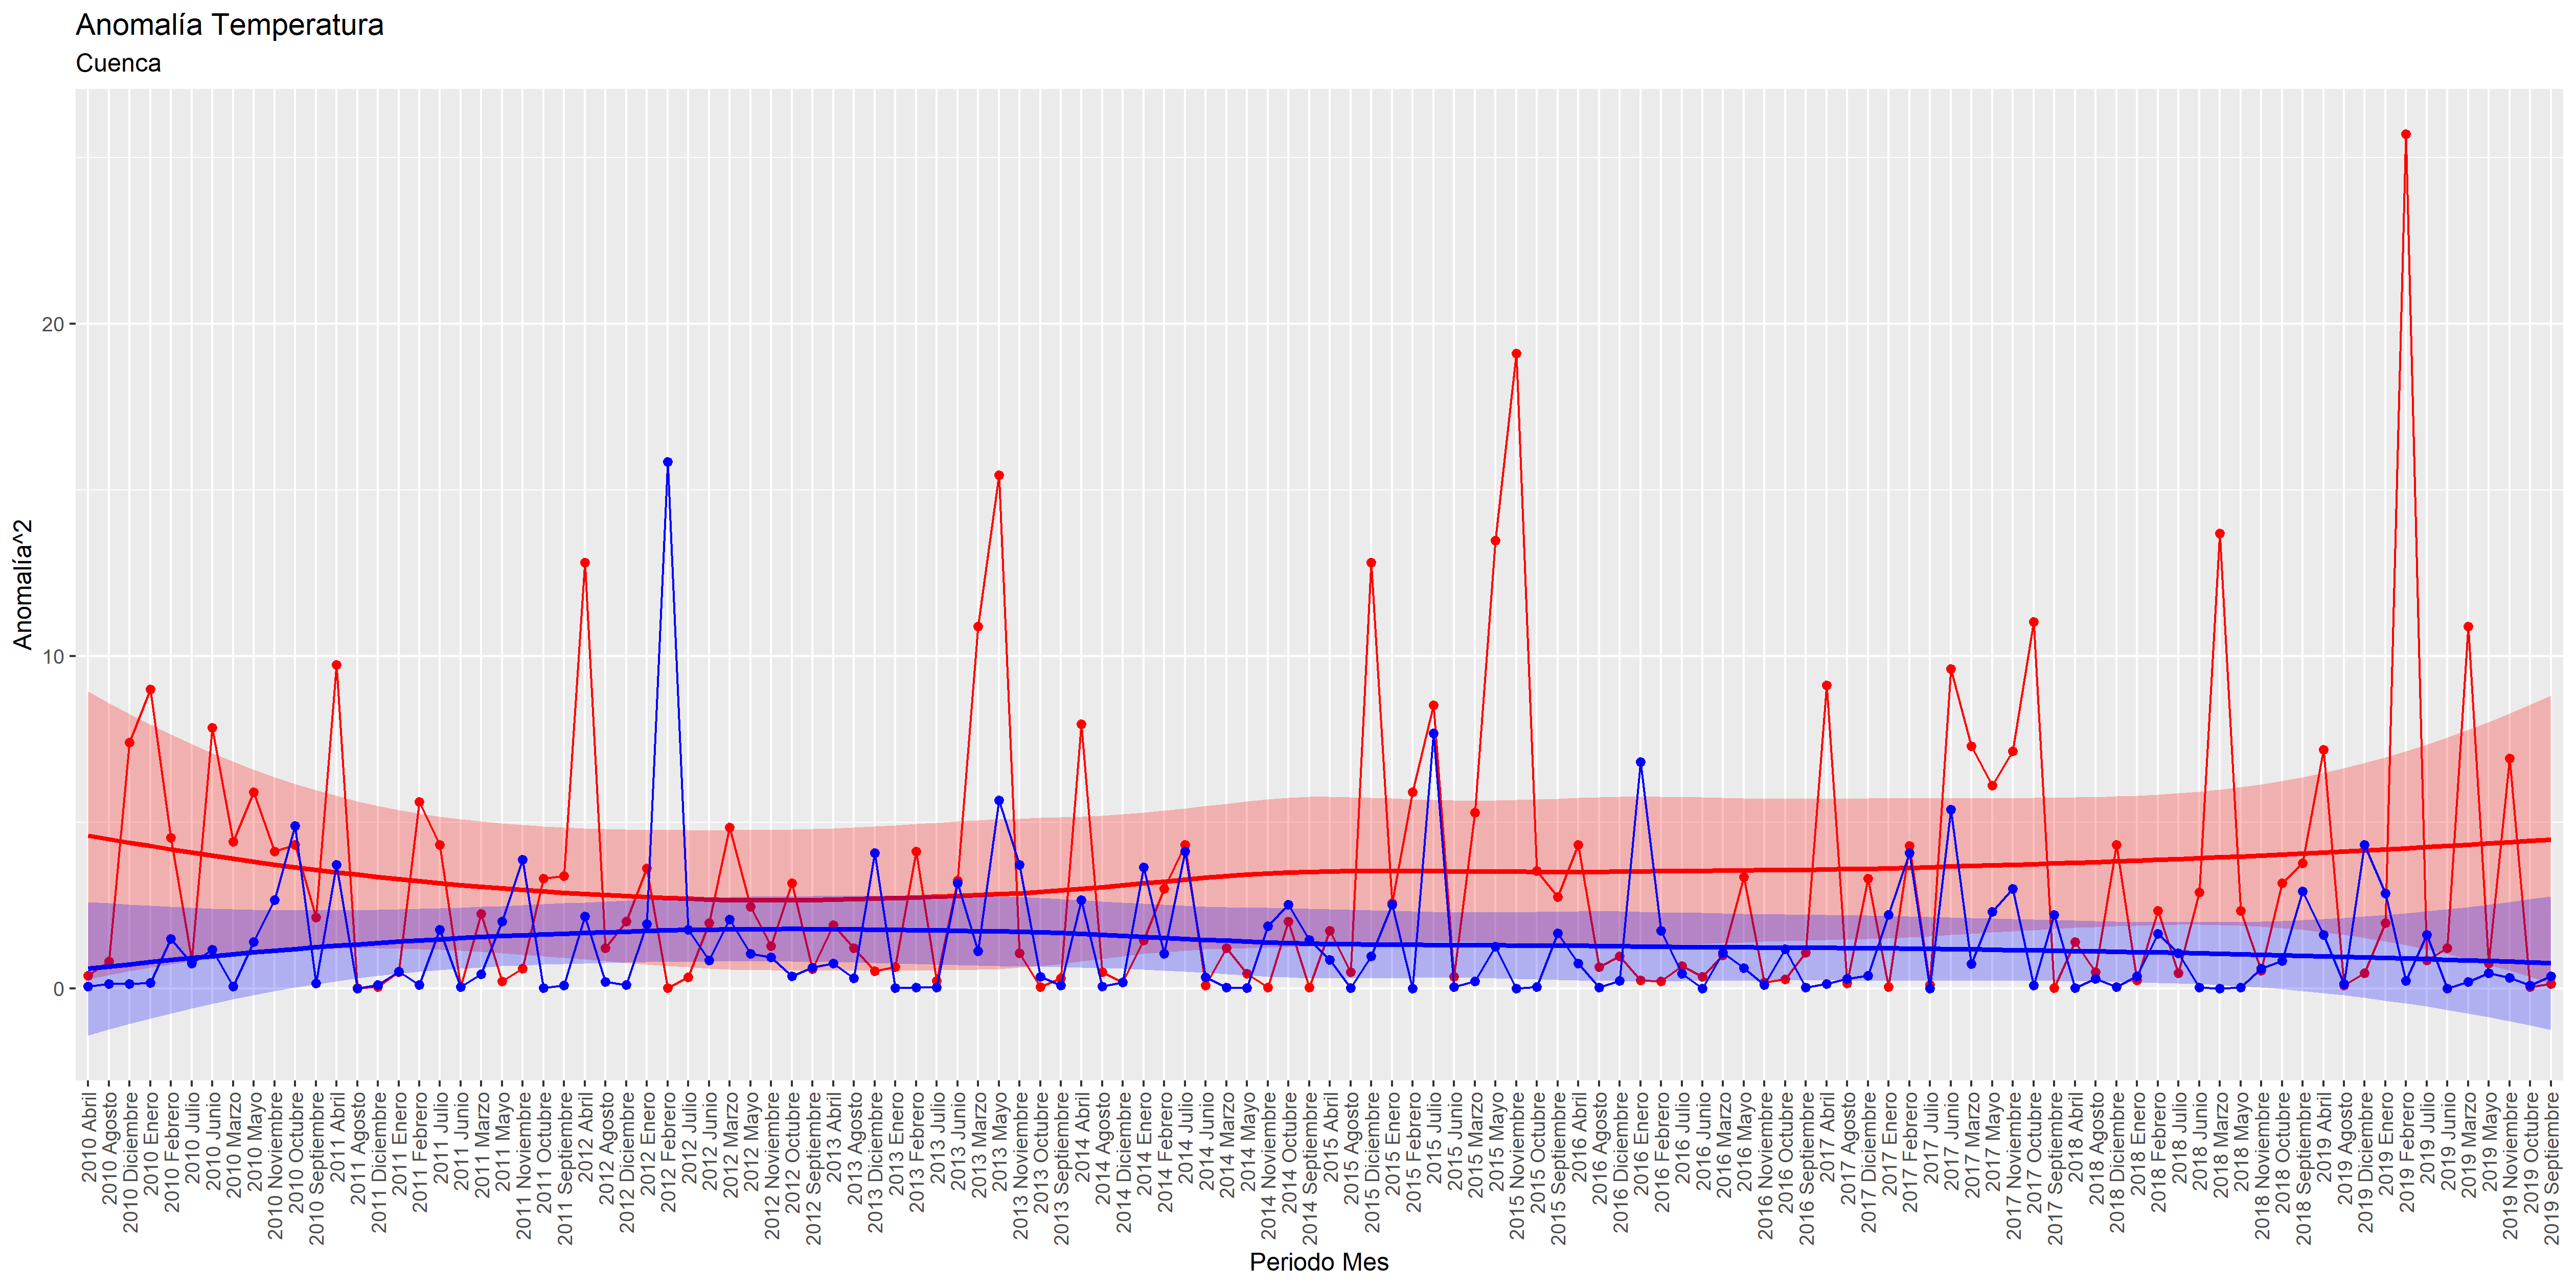 Anomalía Temperatura
Cuenca
Anomalía^2
20
10
0
2010 Abril
2010 Agosto
2010 Diciembre
2010 Enero
2010 Febrero
2010 Julio
2010 Junio
2010 Marzo
2010 Mayo
2010 Noviembre
2010 Octubre
2010 Septiembre
2011 Abril
2011 Agosto
2011 Diciembre
2011 Enero
2011 Febrero
2011 Julio
2011 Junio
2011 Marzo
2011 Mayo
2011 Noviembre
2011 Octubre
2011 Septiembre
2012 Abril
2012 Agosto
2012 Diciembre
2012 Enero
2012 Febrero
2012 Julio
2012 Junio
2012 Marzo
2012 Mayo
2012 Noviembre
2012 Octubre
2012 Septiembre
2013 Abril
2013 Agosto
2013 Diciembre
2013 Enero
2013 Febrero
2013 Julio
2013 Junio
2013 Marzo
2013 Mayo
2013 Noviembre
2013 Octubre
2013 Septiembre
2014 Abril
2014 Agosto
2014 Diciembre
2014 Enero
2014 Febrero
2014 Julio
2014 Junio
2014 Marzo
2014 Mayo
2014 Noviembre
2014 Octubre
2014 Septiembre
2015 Abril
2015 Agosto
2015 Diciembre
2015 Enero
2015 Febrero
2015 Julio
2015 Junio
2015 Marzo
2015 Mayo
2015 Noviembre
2015 Octubre
2015 Septiembre
2016 Abril
2016 Agosto
2016 Diciembre
2016 Enero
2016 Febrero
2016 Julio
2016 Junio
2016 Marzo
2016 Mayo
2016 Noviembre
2016 Octubre
2016 Septiembre
2017 Abril
2017 Agosto
2017 Diciembre
2017 Enero
2017 Febrero
2017 Julio
2017 Junio
2017 Marzo
2017 Mayo
2017 Noviembre
2017 Octubre
2017 Septiembre
2018 Abril
2018 Agosto
2018 Diciembre
2018 Enero
2018 Febrero
2018 Julio
2018 Junio
2018 Marzo
2018 Mayo
2018 Noviembre
2018 Octubre
2018 Septiembre
2019 Abril
2019 Agosto
2019 Diciembre
2019 Enero
2019 Febrero
2019 Julio
2019 Junio
2019 Marzo
2019 Mayo
2019 Noviembre
2019 Octubre
2019 Septiembre
Periodo Mes